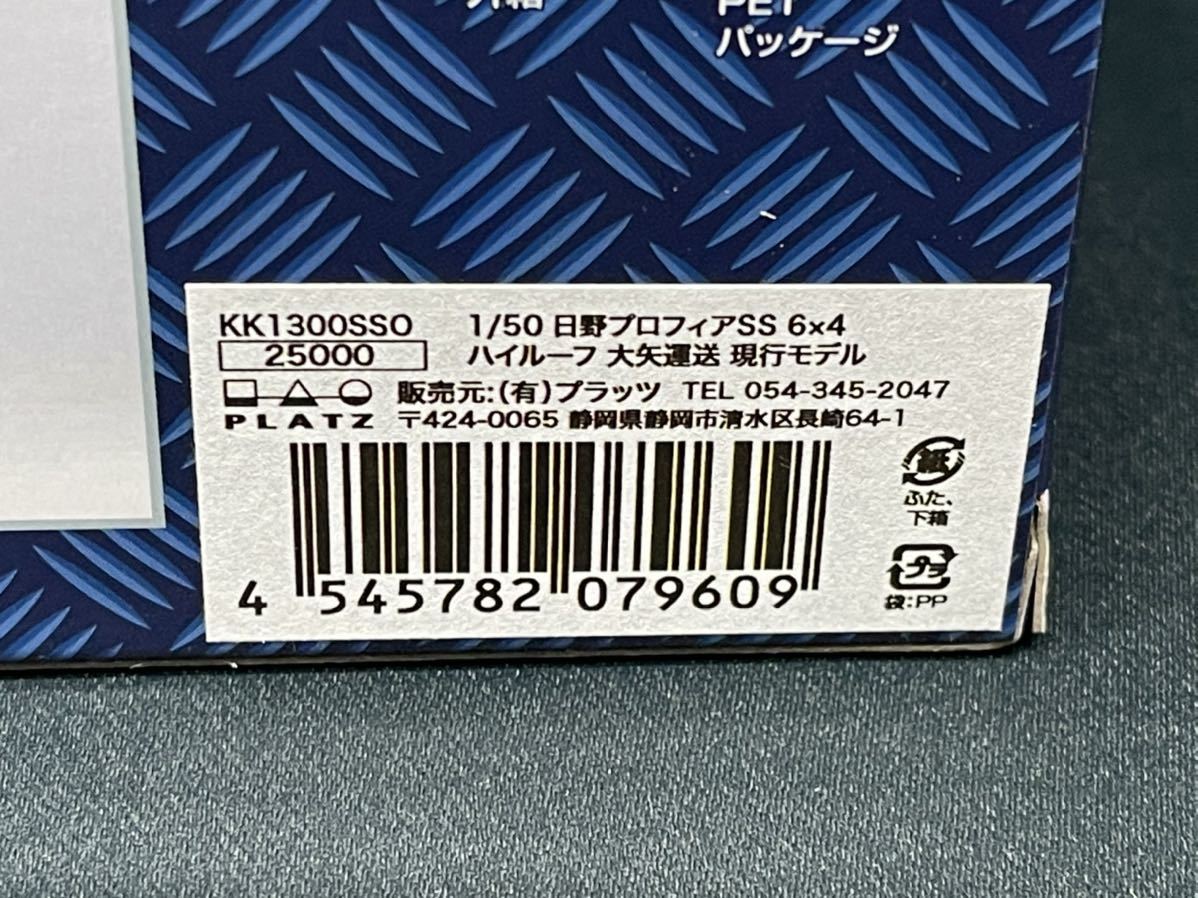 外箱
PET
パッケージ
KK1300SSO 1/50 日野プロフィアSS 6×4
25000 ハイルーフ 大矢運送 現行モデル
販売元:(有)プラッツ TEL 054-345-2047
PLATZ 〒424-0065 静岡県静岡市清水区長崎64-1
紙
ふた、
下箱
プラ
袋:PP
4 545782 079609